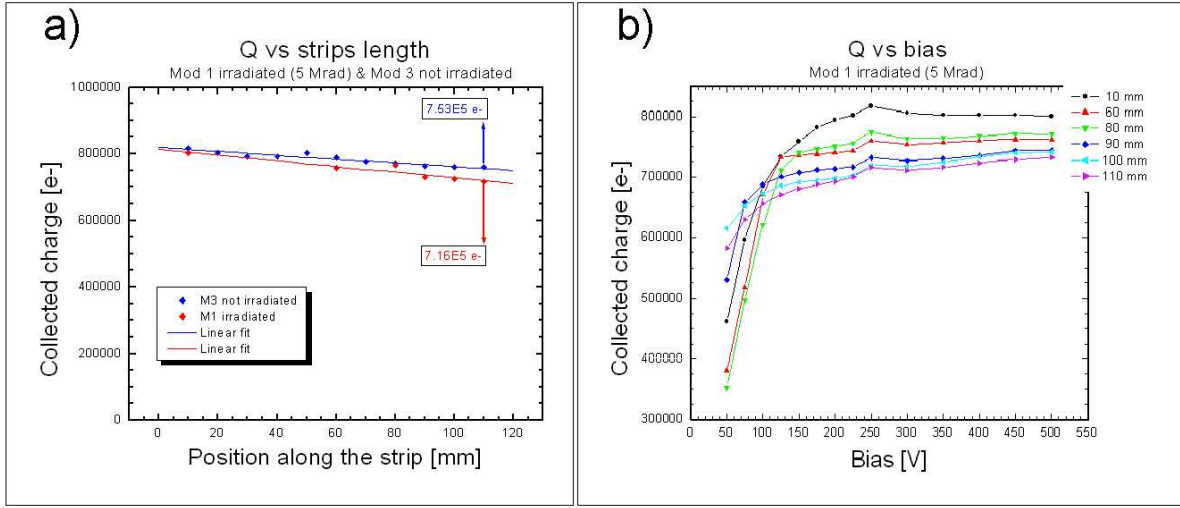 a)
Q vs strips length
Mod 1 irradiated (5 Mrad) & Mod 3 not irradiated
Collected charge [e-]
1000000
800000
600000
400000
200000
0
7.53E5 e-
7.16E5 e-
M3 not irradiated
M1 irradiated
Linear fit
Linear fit
0 20 40 60 80 100 120
Position along the strip [mm]
b)
Q vs bias
Mod 1 irradiated (5 Mrad)
Collected charge [e-]
800000
700000
600000
500000
400000
300000
10 mm
60 mm
80 mm
90 mm
100 mm
110 mm
0 50 100 150 200 250 300 350 400 450 500 550
Bias [V]